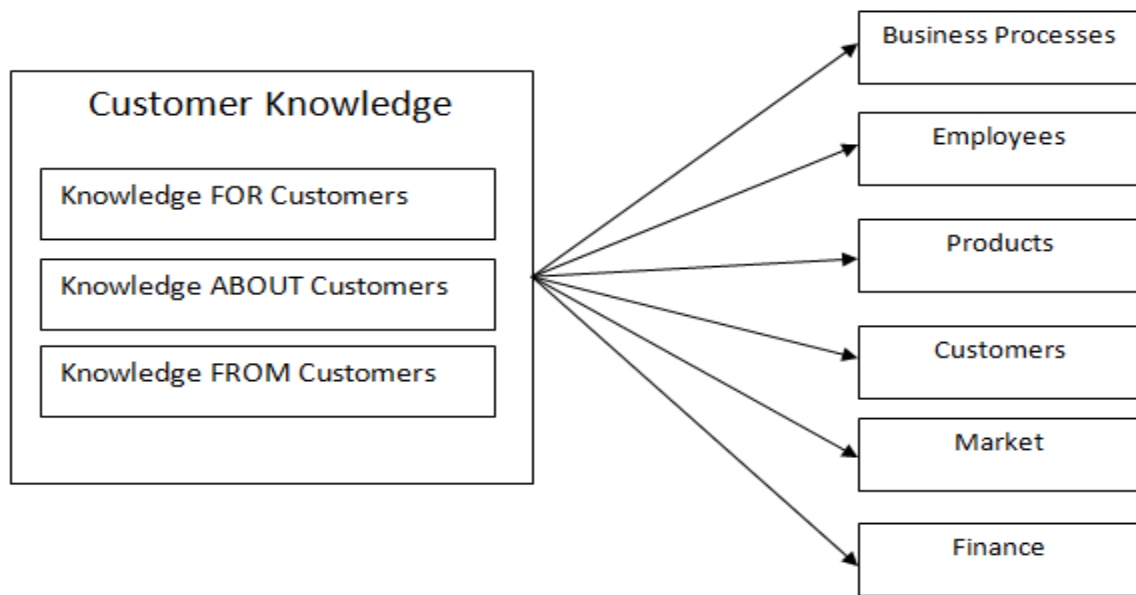 Customer Knowledge
Knowledge FOR Customers
Knowledge ABOUT Customers
Knowledge FROM Customers
Business Processes
Employees
Products
Customers
Market
Finance